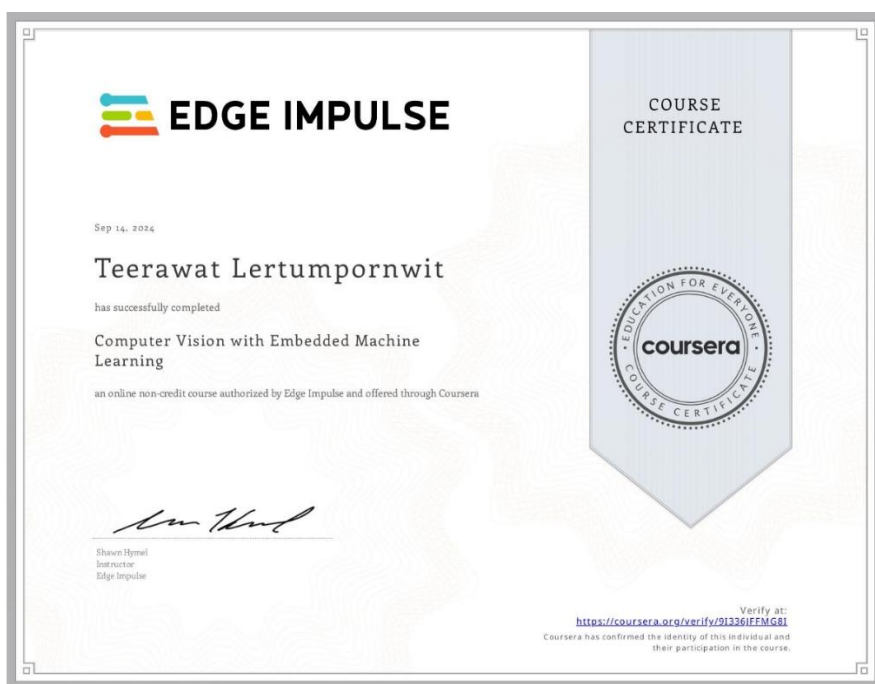 EDGE IMPULSE
COURSE
CERTIFICATE
Sep 14, 2024
Teerawat Lertumpornwit
has successfully completed
Computer Vision with Embedded Machine
Learning
an online non-credit course authorized by Edge Impulse and offered through Coursera
EDUCATION FOR EVERYONE
coursera
COURSE CERTIFICATE
Shawn Hymel
Instructor
Edge Impulse
Verify at:
https://coursera.org/verify/9I336JFFMG8I
Coursera has confirmed the identity of this individual and
their participation in the course.